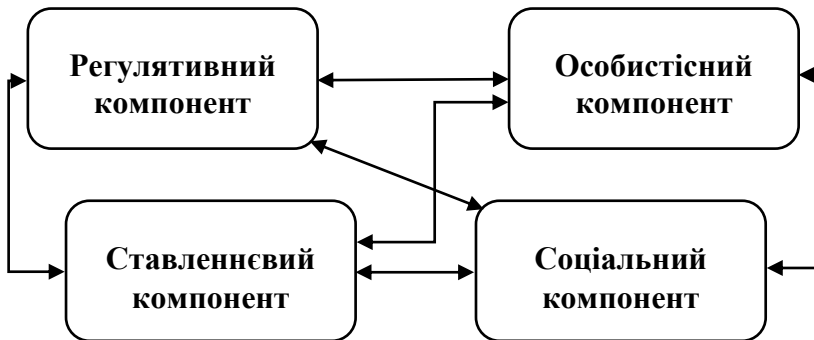 Регулятивний
компонент
Особистісний
компонент
Ставленнєвий
компонент
Соціальний
компонент